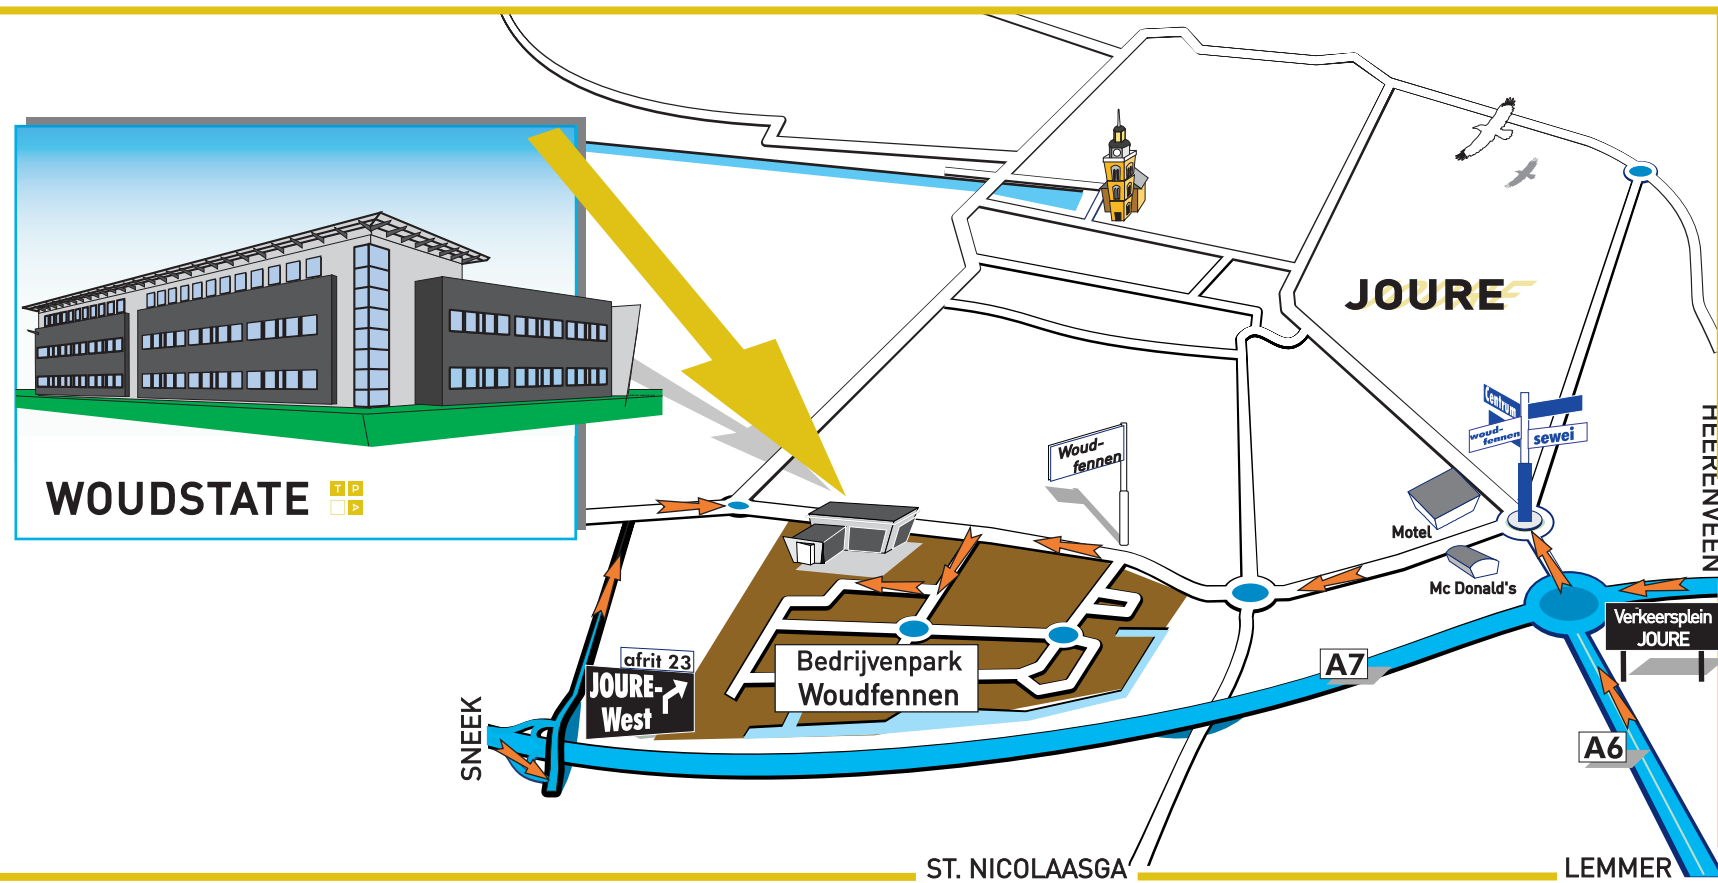 WOUDSTATE
T P
A
JOURE
Centrum
woud-
fennen
sewei
Woud-
fennen
Motel
Mc Donald's
HEERENVEEN
Verkeersplein
JOURE
afrit 23
JOURE-
West
Bedrijvenpark
Woudfennen
A7
A6
SNEEK
ST. NICOLAASGA
LEMMER